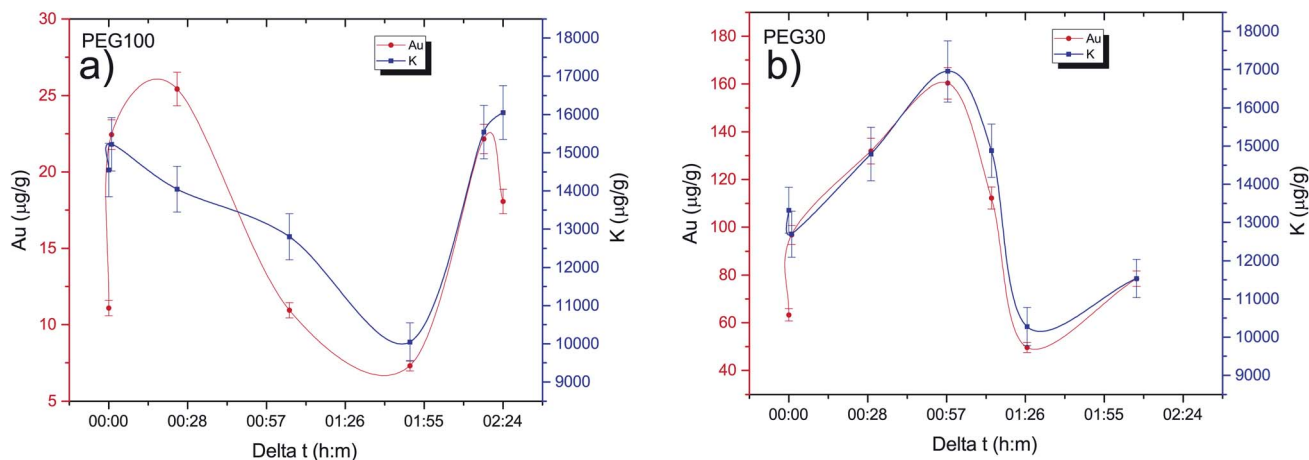 PEG100
a)
Au
K
30
25
20
15
10
5
Au (µg/g)
18000
17000
16000
15000
14000
13000
12000
11000
10000
9000
K (µg/g)
00:00 00:28 00:57 01:26 01:55 02:24
Delta t (h:m)
PEG30
b)
Au
K
180
160
140
120
100
80
60
40
Au (µg/g)
18000
17000
16000
15000
14000
13000
12000
11000
10000
9000
K (µg/g)
00:00 00:28 00:57 01:26 01:55 02:24
Delta t (h:m)